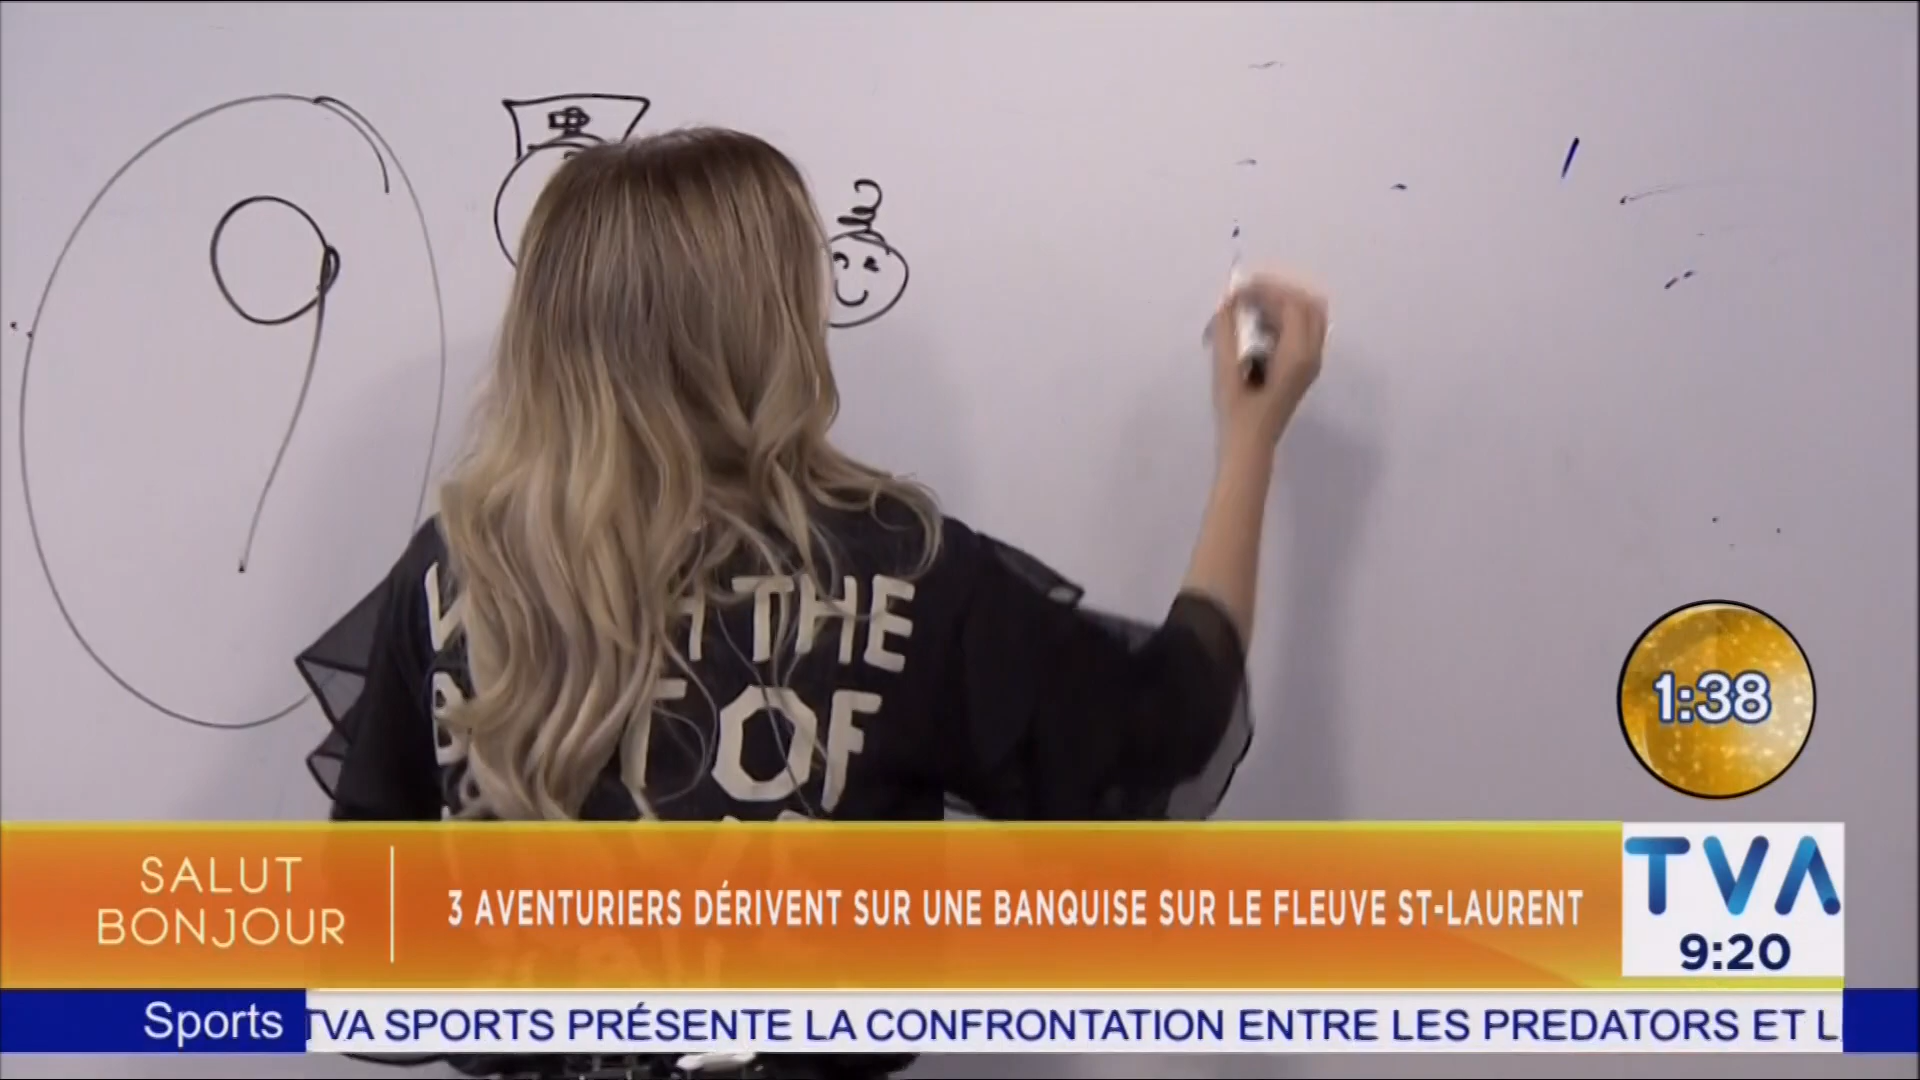 9
THE
OF
1:38
SALUT
BONJOUR
3 AVENTURIERS DÉRIVENT SUR UNE BANQUISE SUR LE FLEUVE ST-LAURENT
TVA
9:20
Sports
TVA SPORTS PRÉSENTE LA CONFRONTATION ENTRE LES PREDATORS ET L